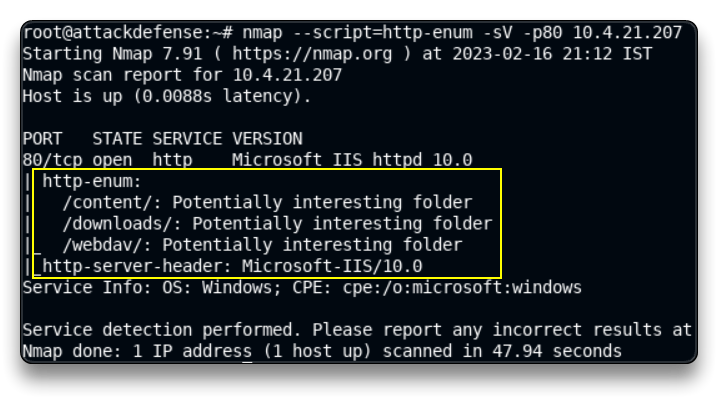 root@attackdefense:~# nmap --script=http-enum -sV -p80 10.4.21.207
Starting Nmap 7.91 ( https://nmap.org ) at 2023-02-16 21:12 IST
Nmap scan report for 10.4.21.207
Host is up (0.0088s latency).
PORT   STATE SERVICE VERSION
80/tcp open  http    Microsoft IIS httpd 10.0
| http-enum:
|   /content/: Potentially interesting folder
|   /downloads/: Potentially interesting folder
|_  /webdav/: Potentially interesting folder
|_http-server-header: Microsoft-IIS/10.0
Service Info: OS: Windows; CPE: cpe:/o:microsoft:windows
Service detection performed. Please report any incorrect results at
Nmap done: 1 IP address (1 host up) scanned in 47.94 seconds